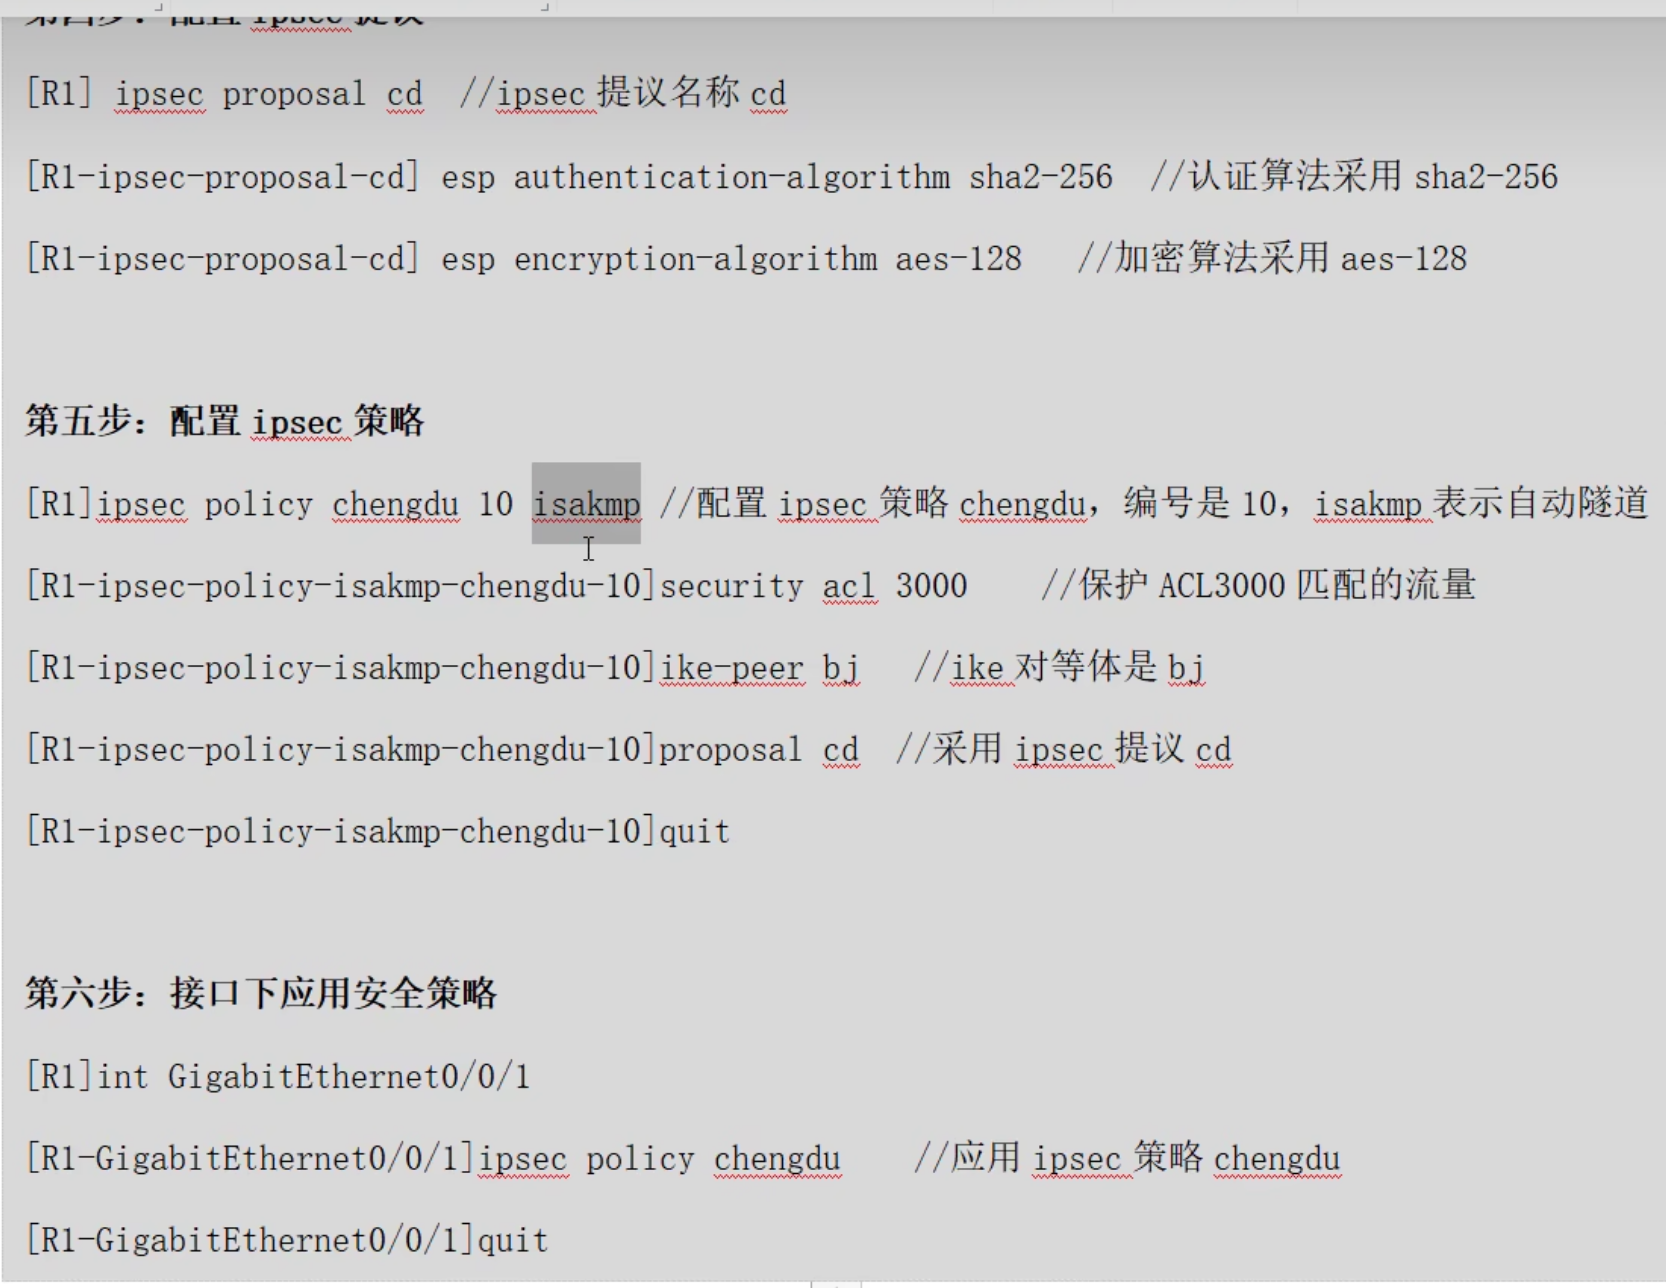 第四步：配置 ipsec 提议
[R1] ipsec proposal cd //ipsec 提议名称 cd
[R1-ipsec-proposal-cd] esp authentication-algorithm sha2-256 //认证算法采用 sha2-256
[R1-ipsec-proposal-cd] esp encryption-algorithm aes-128 //加密算法采用 aes-128
第五步：配置 ipsec 策略
[R1]ipsec policy chengdu 10 isakmp //配置 ipsec 策略 chengdu，编号是 10，isakmp 表示自动隧道
[R1-ipsec-policy-isakmp-chengdu-10]security acl 3000 //保护 ACL3000 匹配的流量
[R1-ipsec-policy-isakmp-chengdu-10]ike-peer bj //ike 对等体是 bj
[R1-ipsec-policy-isakmp-chengdu-10]proposal cd //采用 ipsec 提议 cd
[R1-ipsec-policy-isakmp-chengdu-10]quit
第六步：接口下应用安全策略
[R1]int GigabitEthernet0/0/1
[R1-GigabitEthernet0/0/1]ipsec policy chengdu //应用 ipsec 策略 chengdu
[R1-GigabitEthernet0/0/1]quit